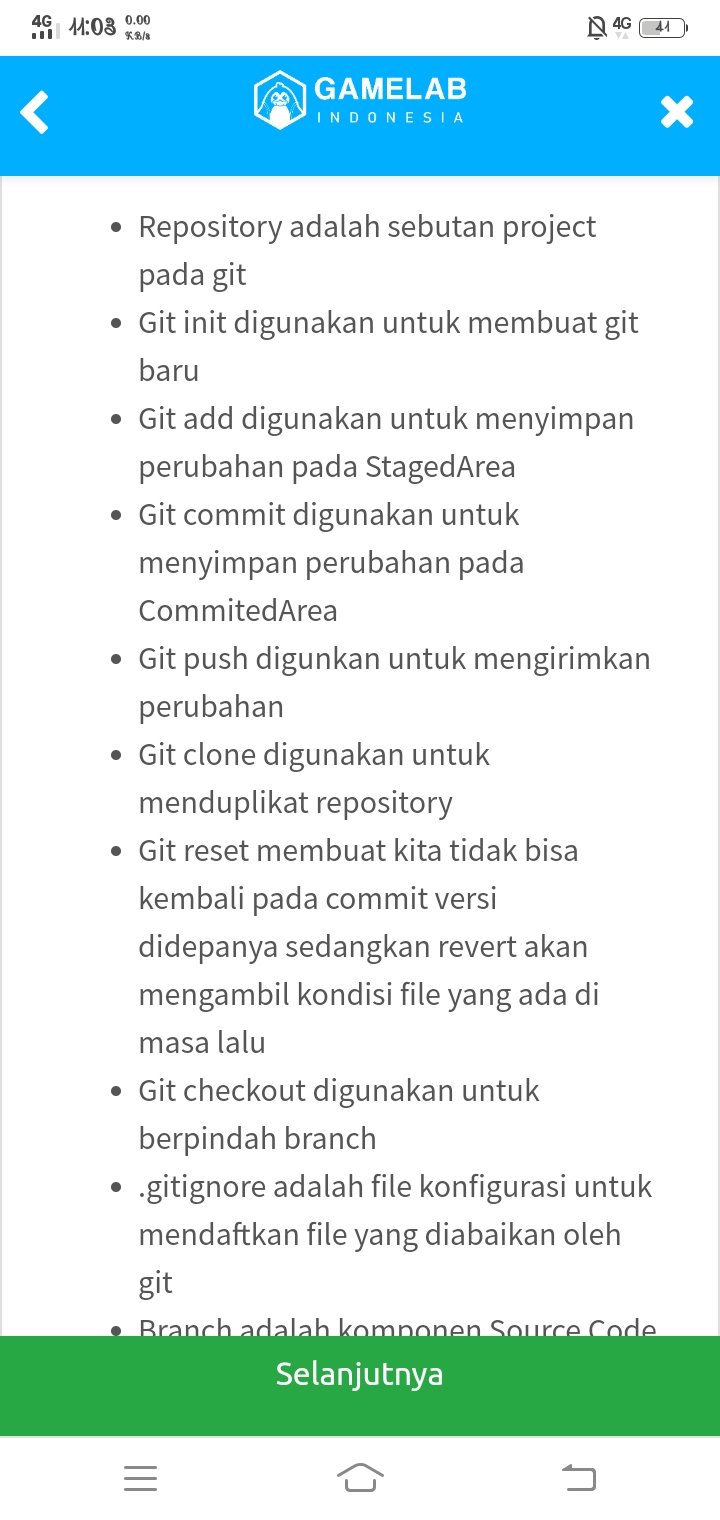 4G 11:03 0.00 4G 41
K.B/s
GAMELAB
INDONESIA
• Repository adalah sebutan project
pada git
• Git init digunakan untuk membuat git
baru
• Git add digunakan untuk menyimpan
perubahan pada StagedArea
• Git commit digunakan untuk
menyimpan perubahan pada
CommitedArea
• Git push digunkan untuk mengirimkan
perubahan
• Git clone digunakan untuk
menduplikat repository
• Git reset membuat kita tidak bisa
kembali pada commit versi
didepanya sedangkan revert akan
mengambil kondisi file yang ada di
masa lalu
• Git checkout digunakan untuk
berpindah branch
• .gitignore adalah file konfigurasi untuk
mendaftkan file yang diabaikan oleh
git
• Branch adalah komponen Source Code
Selanjutnya